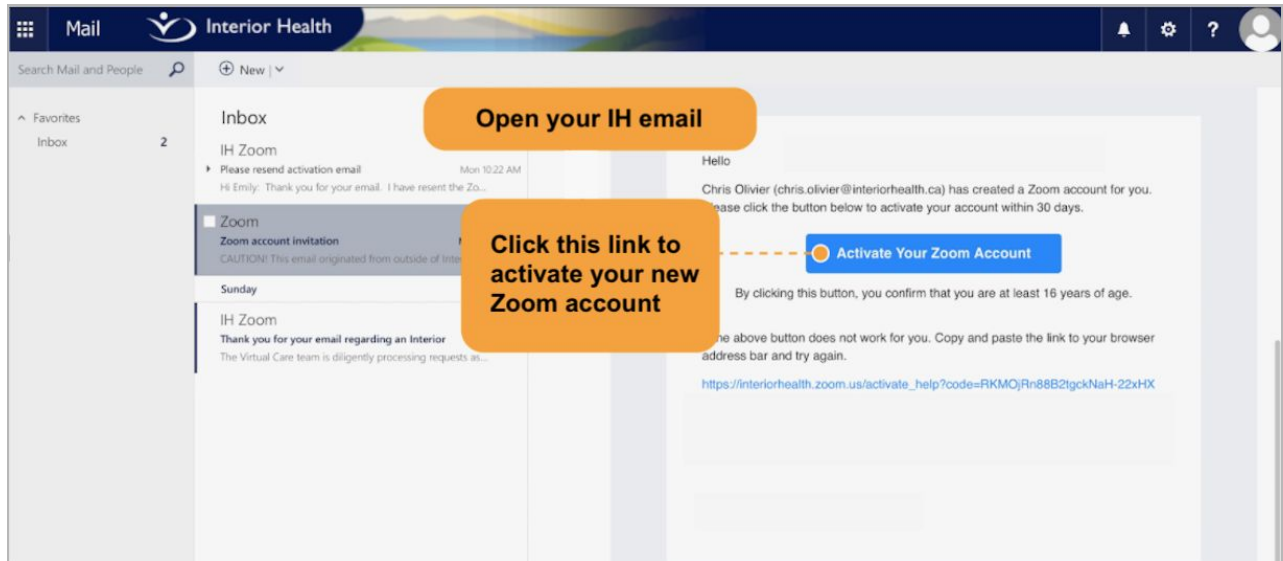 Mail
Interior Health
?
Search Mail and People
New
Favorites
Inbox 2
Inbox
IH Zoom
Please resend activation email Mon 10:22 AM
Hi Emily: Thank you for your email. I have resent the Zo...
Zoom
Zoom account invitation
CAUTION! This email originated from outside of
Sunday
IH Zoom
Thank you for your email regarding an Interior
The Virtual Care team is diligently processing requests as...
Open your IH email
Click this link to
activate your new
Zoom account
Hello
Chris Olivier (chris.olivier@interiorhealth.ca) has created a Zoom account for you.
click the button below to activate your account within 30 days.
Activate Your Zoom Account
By clicking this button, you confirm that you are at least 16 years of age.
above button does not work for you. Copy and paste the link to your browser
address bar and try again.
https://interiorhealth.zoom.us/activate_help?code=RKMOjRn88B2tgckNaH-22xHX